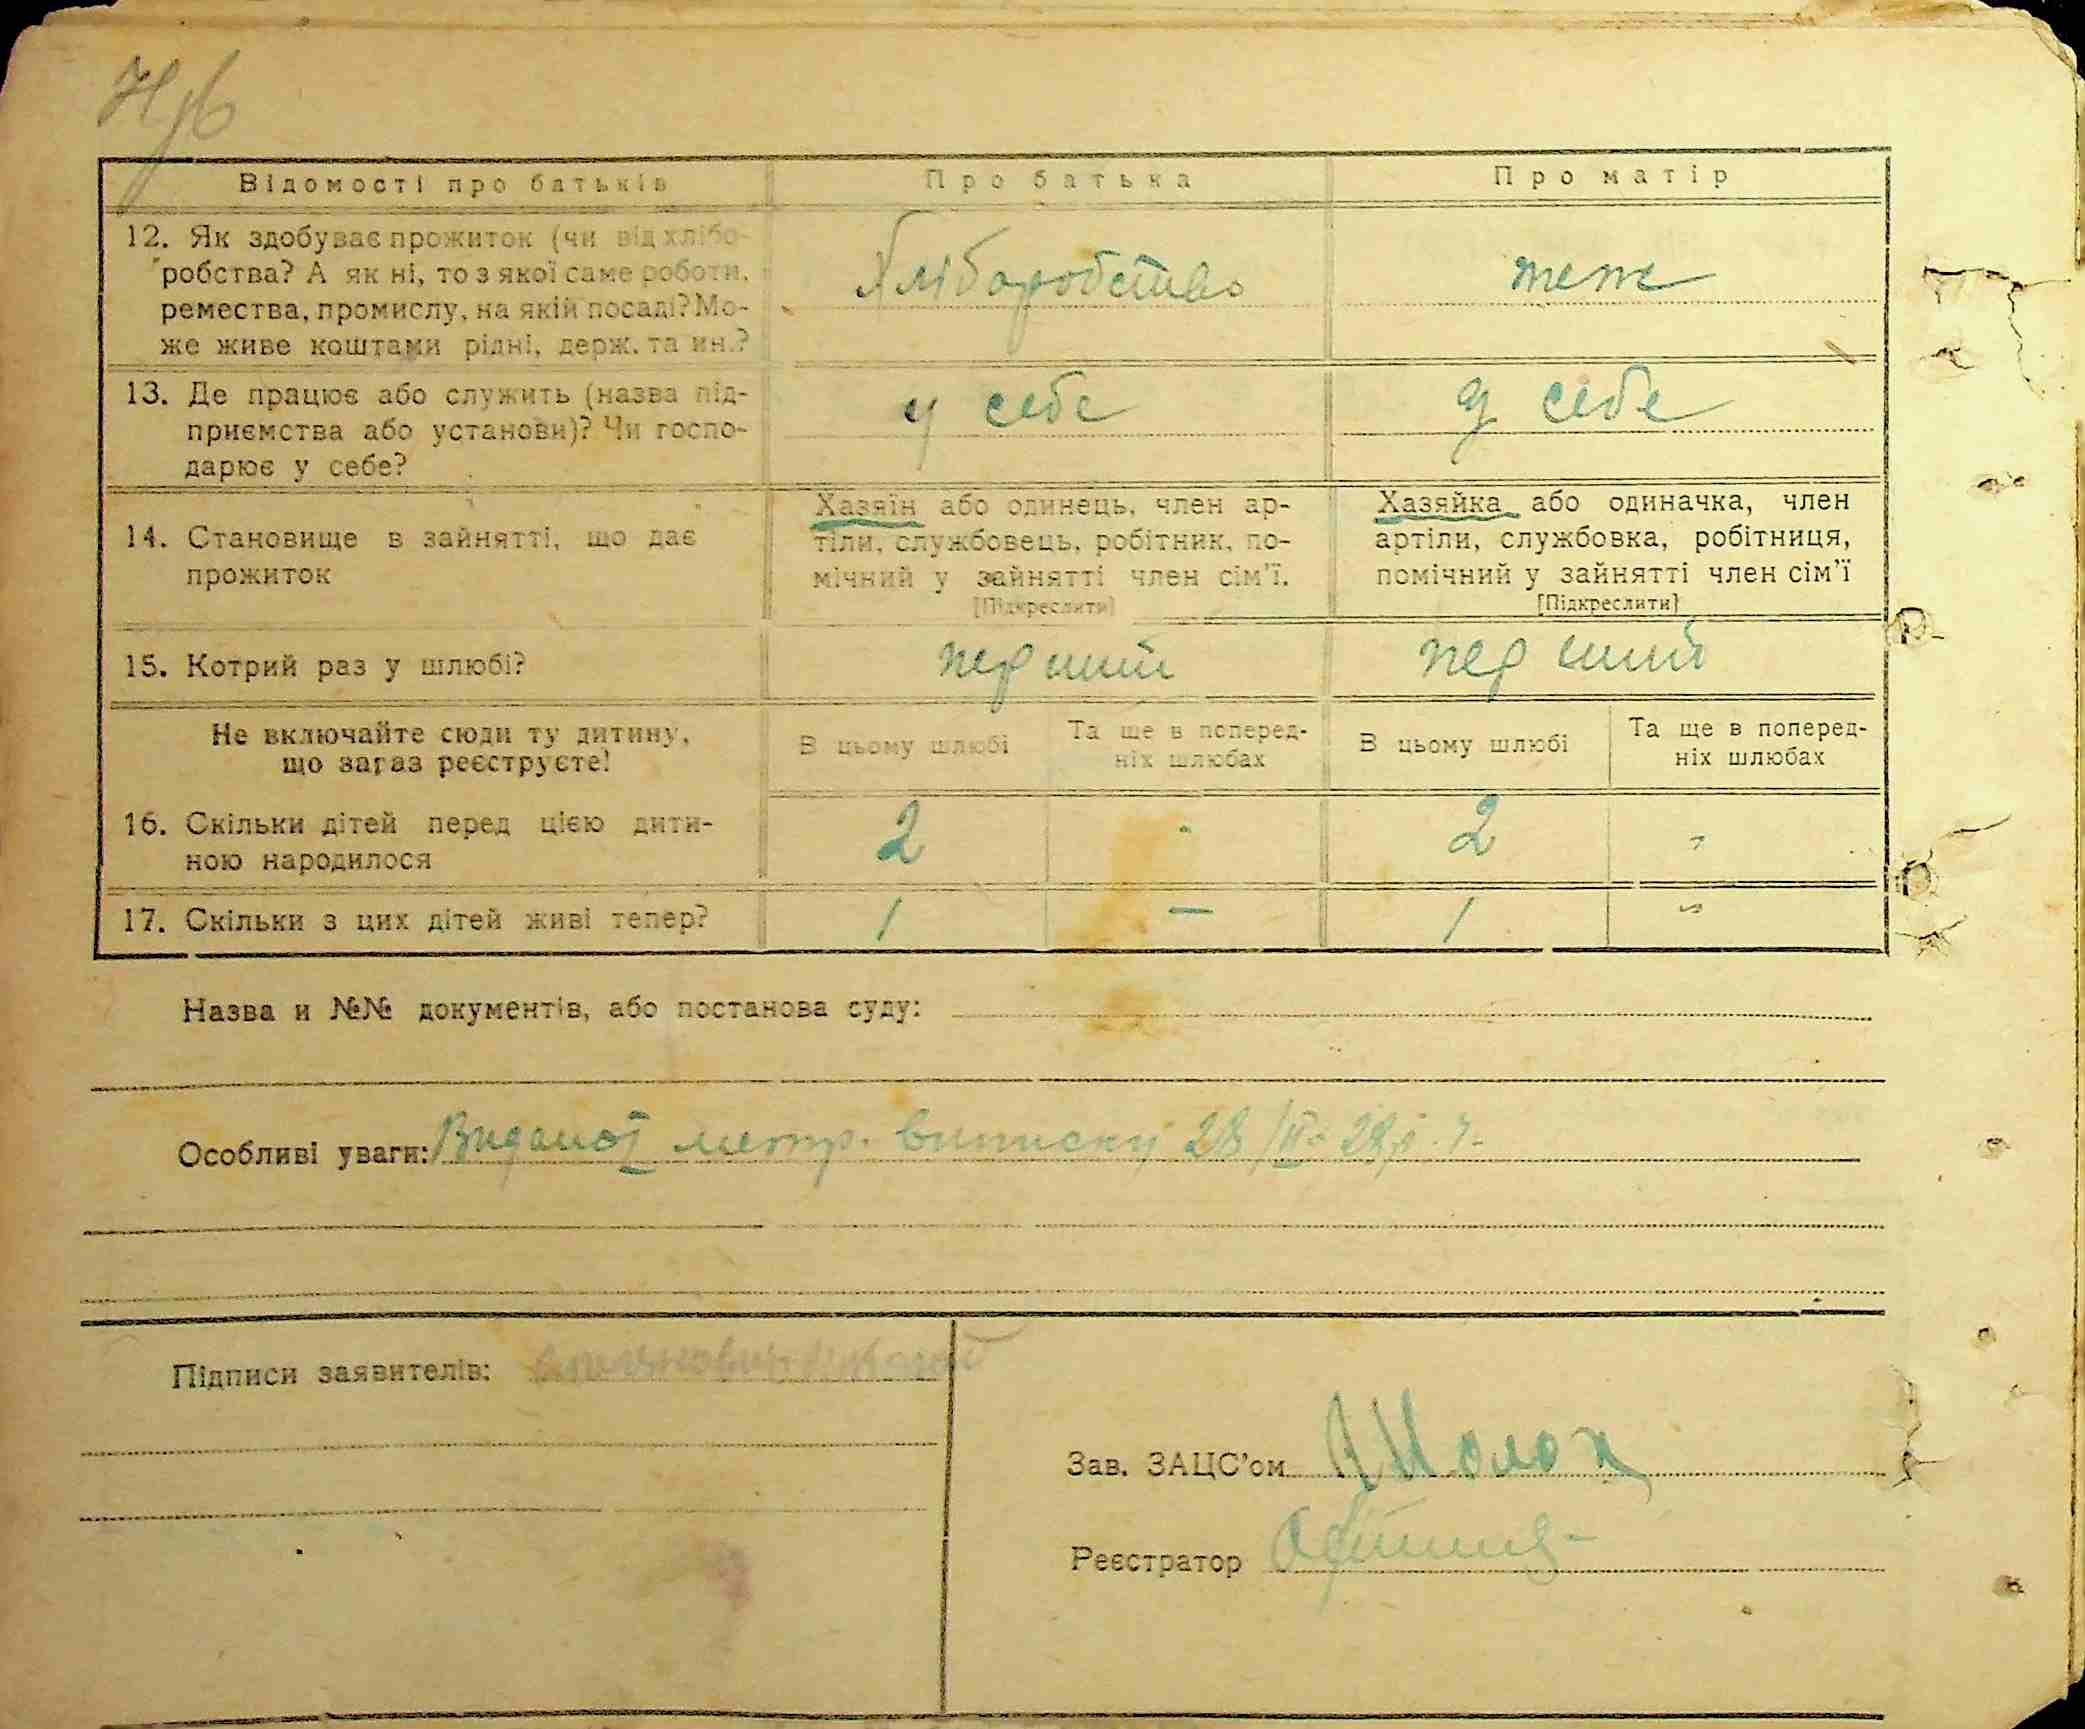 Відомості про батьків Про батька Про матір
12. Як здобуває прожиток (чи від хлібо-
робства? А як ні, то з якої саме роботи,
ремества, промислу, на якій посаді? Мо-
же живе коштами рідні, держ. та ин.?
Хліборобство теж
13. Де працює або служить (назва під-
приємства або установи)? Чи госпо-
дарює у себе?
у себе у себе
14. Становище в зайнятті, що дає
прожиток
Хазяїн або одинець, член ар-
тіли, службовець, робітник, по-
мічний у зайнятті член сім'ї.
[Підкреслити]
Хазяйка або одиначка, член
артіли, службовка, робітниця,
помічний у зайнятті член сім'ї
[Підкреслити]
15. Котрий раз у шлюбі? перший перший
Не включайте сюди ту дитину,
що зараз реєструєте!
В цьому шлюбі
Та ще в поперед-
ніх шлюбах
В цьому шлюбі
Та ще в поперед-
ніх шлюбах
16. Скільки дітей перед цією дити-
ною народилося
2 - 2 -
17. Скільки з цих дітей живі тепер? 1 — 1 -
Назва и №№ документів, або постанова суду:
Особливі уваги: метр. виписку 28/
Підписи заявителів:
Зав. ЗАЦС'ом
Реєстратор